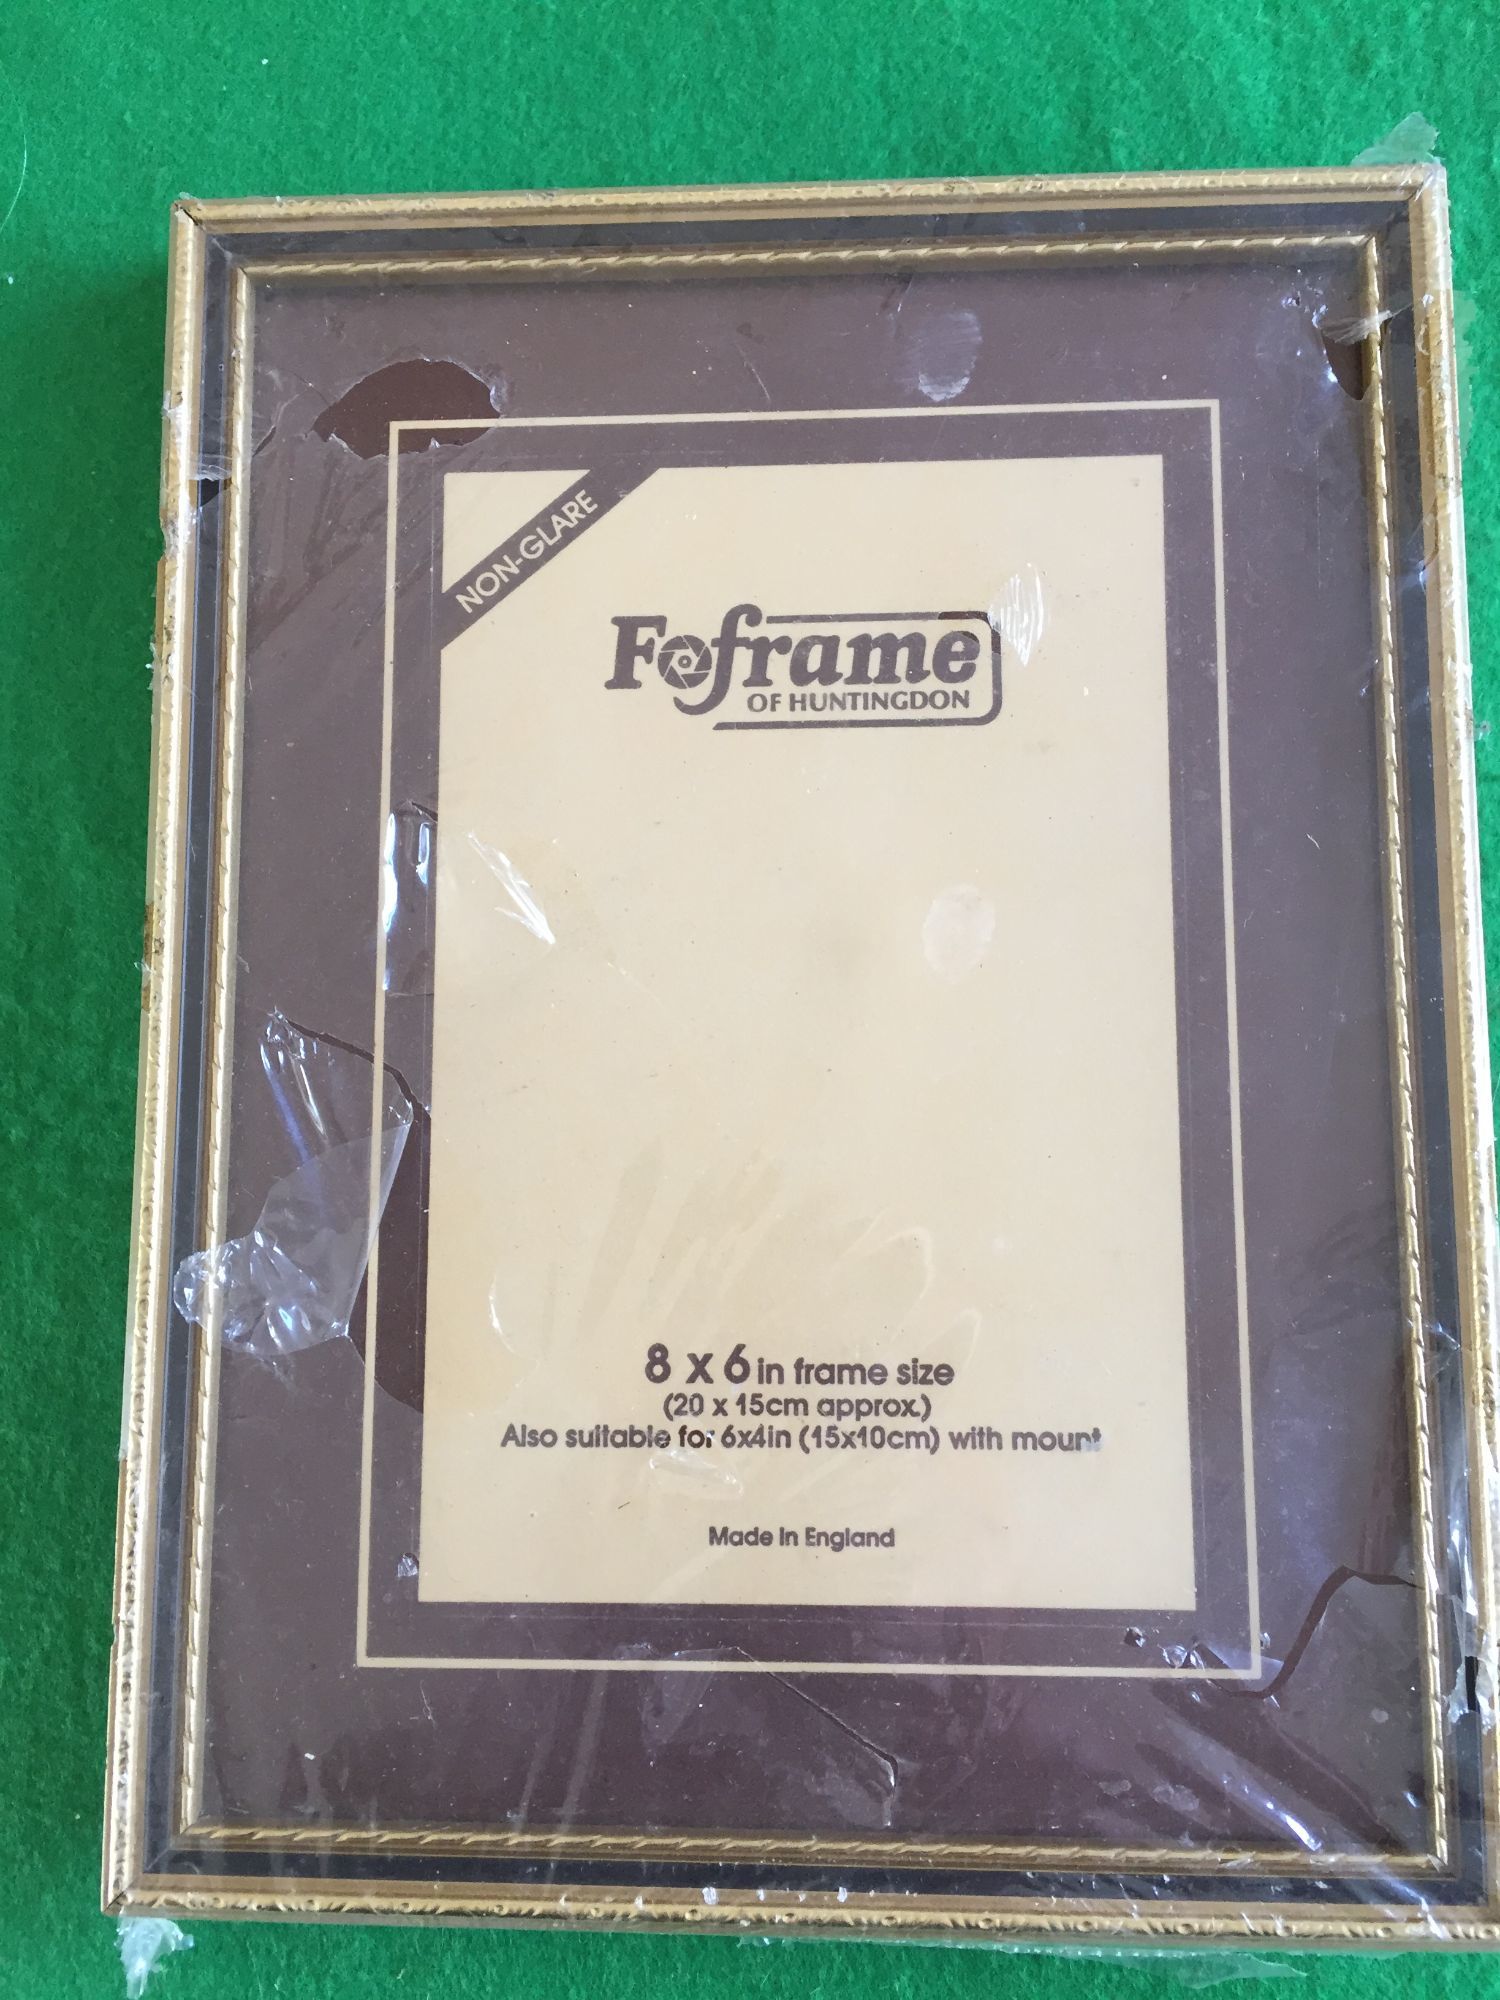 NON-GLARE
Foframe
OF HUNTINGDON
8 x 6 in frame size
(20 x 15cm approx.)
Also suitable for 6x4in (15x10cm) with mount
Made in England